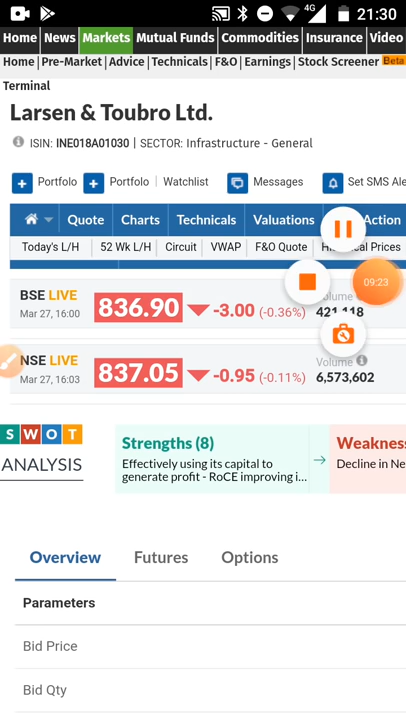 4G 21:30
Home News Markets Mutual Funds Commodities Insurance Video
Home Pre-Market Advice Technicals F&O Earnings Stock Screener Beta
Terminal
Larsen & Toubro Ltd.
ISIN: INE018A01030 | SECTOR: Infrastructure - General
+ Portfolo + Portfolo Watchlist Messages Set SMS Ale
Quote Charts Technicals Valuations Action
Today's L/H 52 Wk L/H Circuit VWAP F&O Quote Prices
BSE LIVE 836.90 -3.00 (-0.36%)
Mar 27, 16:00
09:23
NSE LIVE 837.05 -0.95 (-0.11%) Volume
Mar 27, 16:03 6,573,602
SWOT ANALYSIS
Strengths (8)
Effectively using its capital to
generate profit - RoCE improving i...
Weakness
Decline in Ne
Overview Futures Options
Parameters
Bid Price
Bid Qty